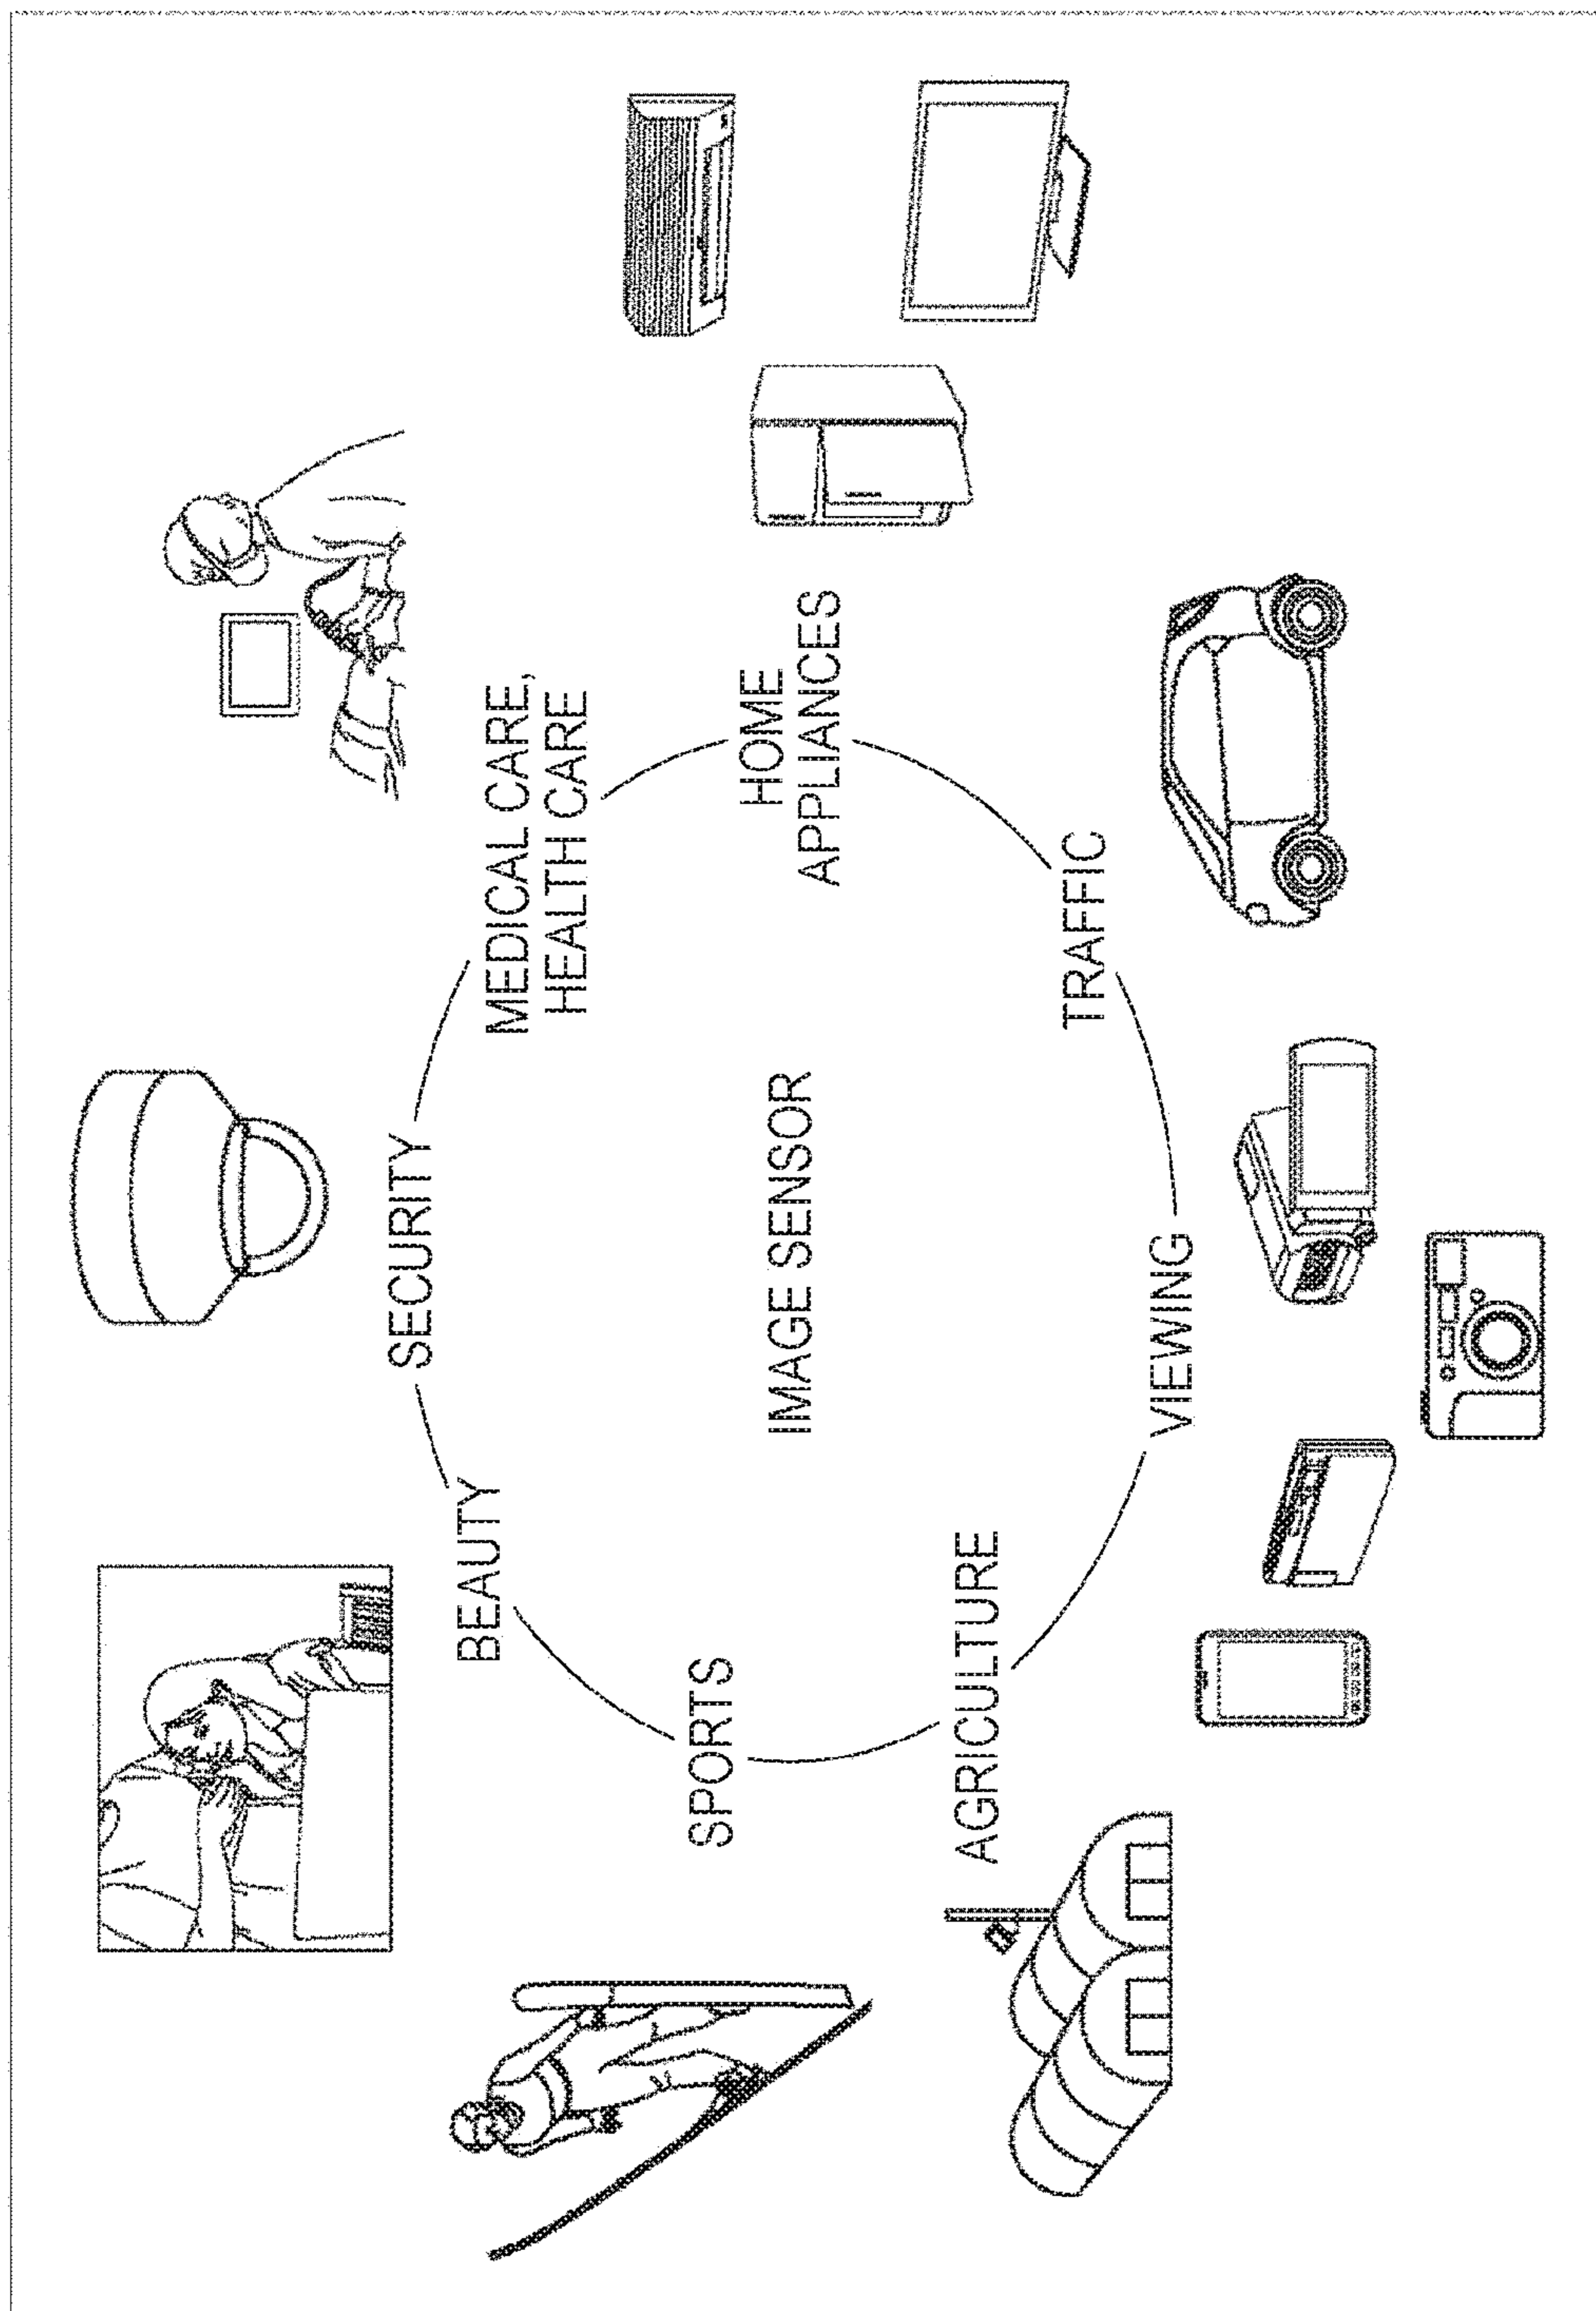 SECURITY
BEAUTY
MEDICAL CARE,
HEALTH CARE
SPORTS
IMAGE SENSOR
HOME
APPLIANCES
AGRICULTURE
TRAFFIC
VIEWING